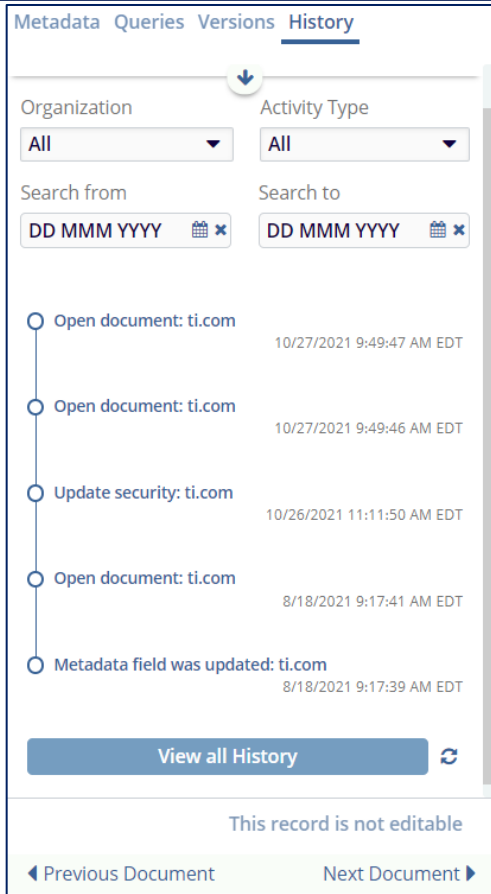 Metadata Queries Versions History
Organization Activity Type
All All
Search from Search to
DD MMM YYYY DD MMM YYYY
Open document: ti.com
10/27/2021 9:49:47 AM EDT
Open document: ti.com
10/27/2021 9:49:46 AM EDT
Update security: ti.com
10/26/2021 11:11:50 AM EDT
Open document: ti.com
8/18/2021 9:17:41 AM EDT
Metadata field was updated: ti.com
8/18/2021 9:17:39 AM EDT
View all History
This record is not editable
Previous Document Next Document